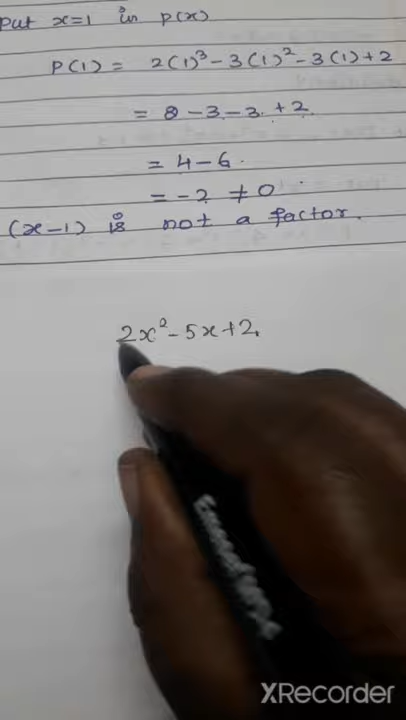 Put x=1 in p(x)
P(1) = 2(1)³ - 3(1)² - 3(1) + 2
= 8 - 3 - 3 + 2
= 4 - 6.
= -2 ≠ 0
(x-1) is not a factor.
2x² - 5x + 2
XRecorder